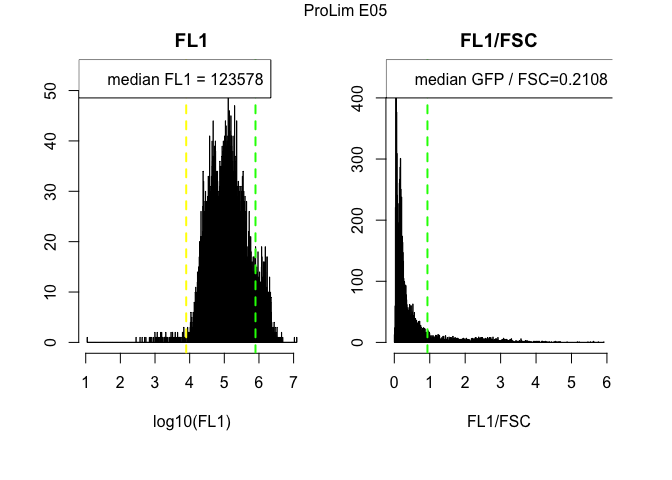 ProLim E05
FL1
median FL1 = 123578
50
40
30
20
10
0
1 2 3 4 5 6 7
log10(FL1)
FL1/FSC
median GFP / FSC=0.2108
400
300
200
100
0
0 1 2 3 4 5 6
FL1/FSC